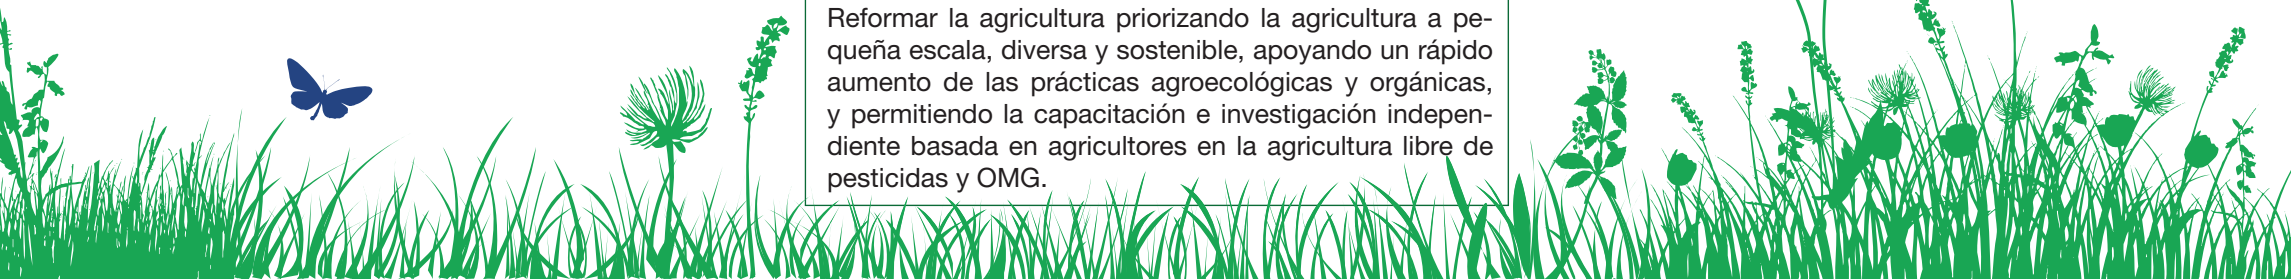 Reformar la agricultura priorizando la agricultura a pe-
queña escala, diversa y sostenible, apoyando un rápido
aumento de las prácticas agroecológicas y orgánicas,
y permitiendo la capacitación e investigación indepen-
diente basada en agricultores en la agricultura libre de
pesticidas y OMG.